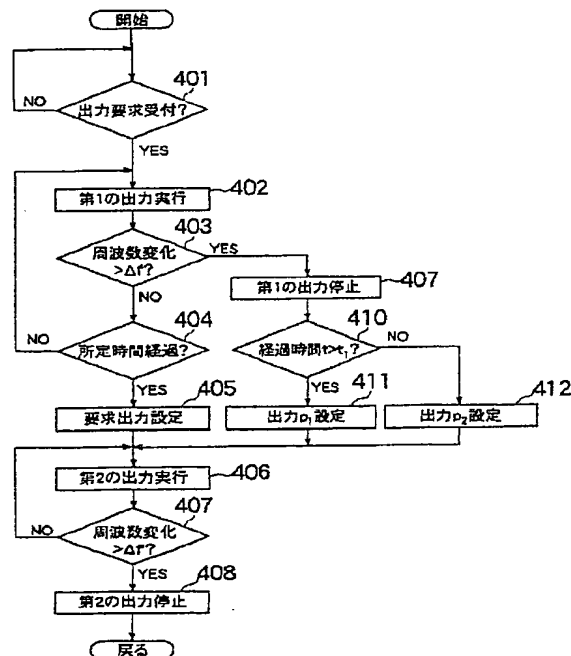 開始
401
出力要求受付?
NO
YES
402
第1の出力実行
403
周波数変化
>Δf?
YES
NO
407
第1の出力停止
404
所定時間経過?
NO
YES
410
経過時間t>t₁?
NO
YES
405
要求出力設定
411
出力p₁設定
412
出力p₂設定
406
第2の出力実行
407
周波数変化
>Δf?
NO
YES
408
第2の出力停止
戻る